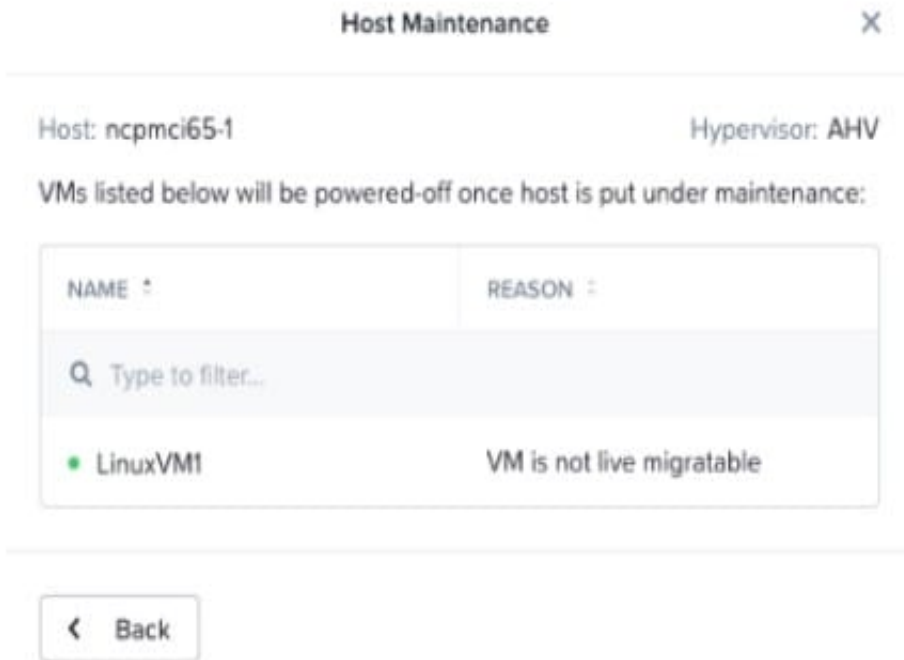 Host Maintenance
Host: ncpmci65-1 Hypervisor: AHV
VMs listed below will be powered-off once host is put under maintenance:
NAME REASON
Type to filter...
LinuxVM1 VM is not live migratable
Back